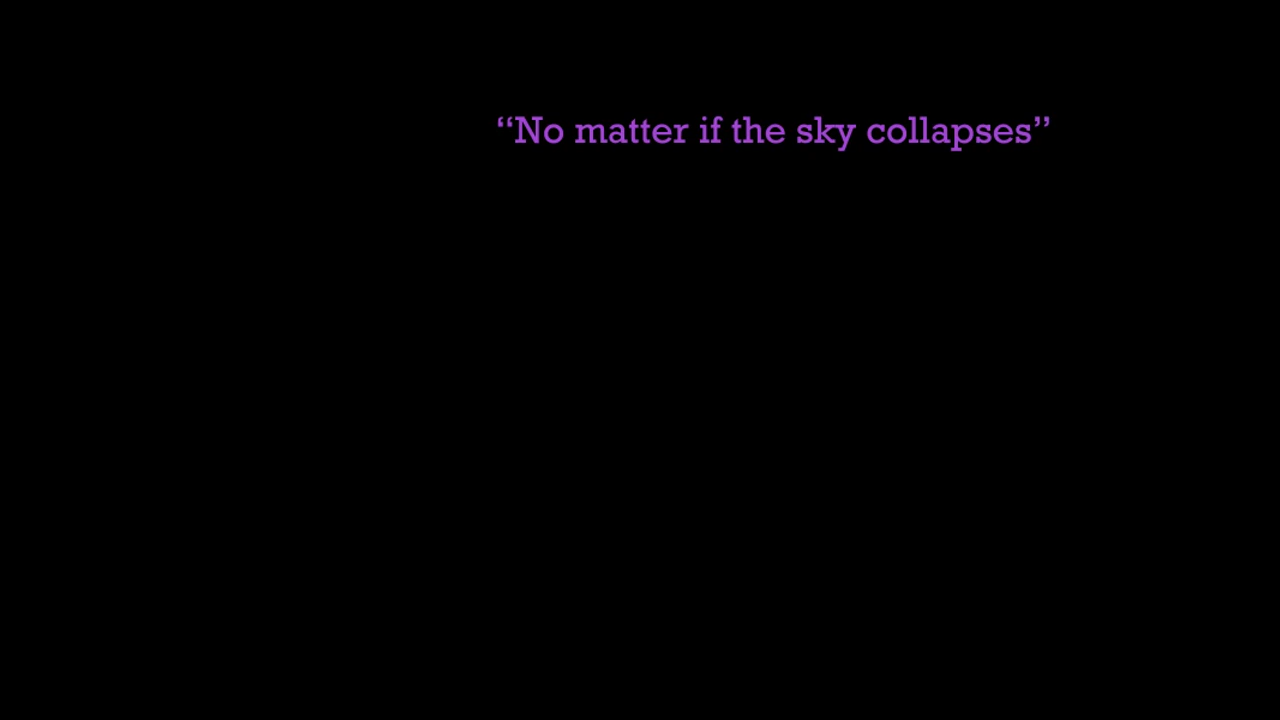 “No matter if the sky collapses”